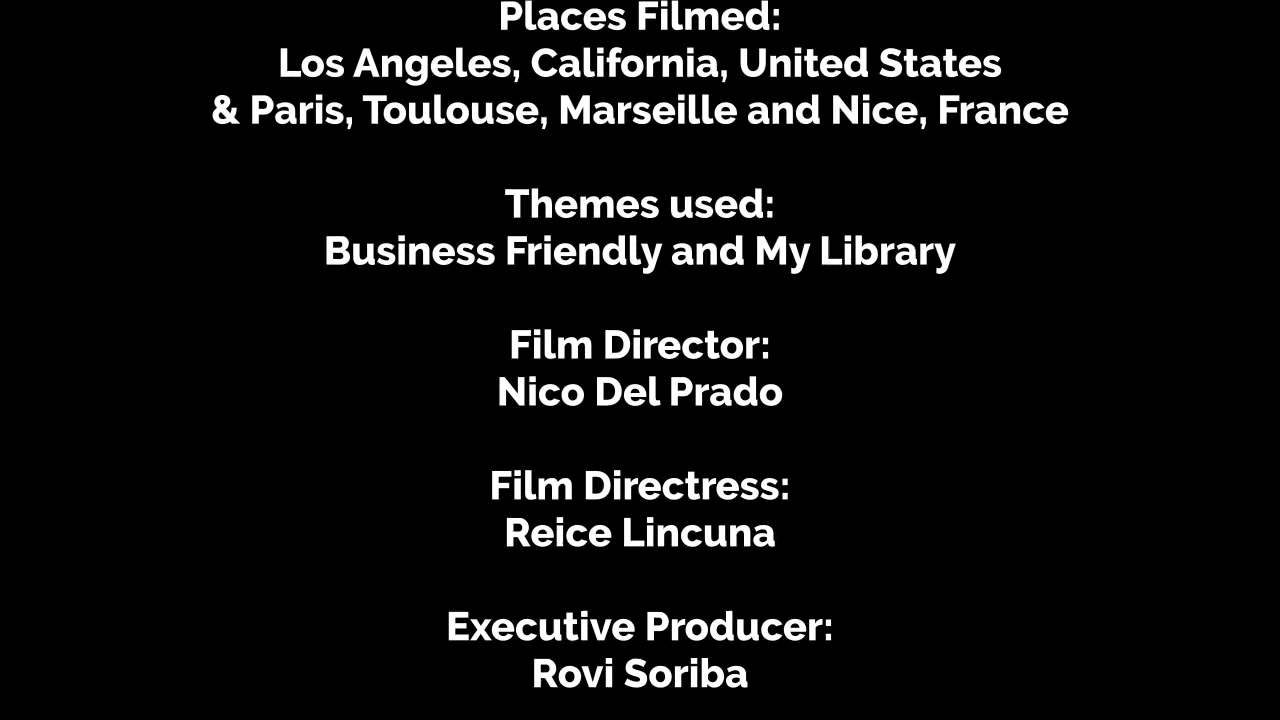 Places Filmed:
Los Angeles, California, United States
& Paris, Toulouse, Marseille and Nice, France
Themes used:
Business Friendly and My Library
Film Director:
Nico Del Prado
Film Directress:
Reice Lincuna
Executive Producer:
Rovi Soriba